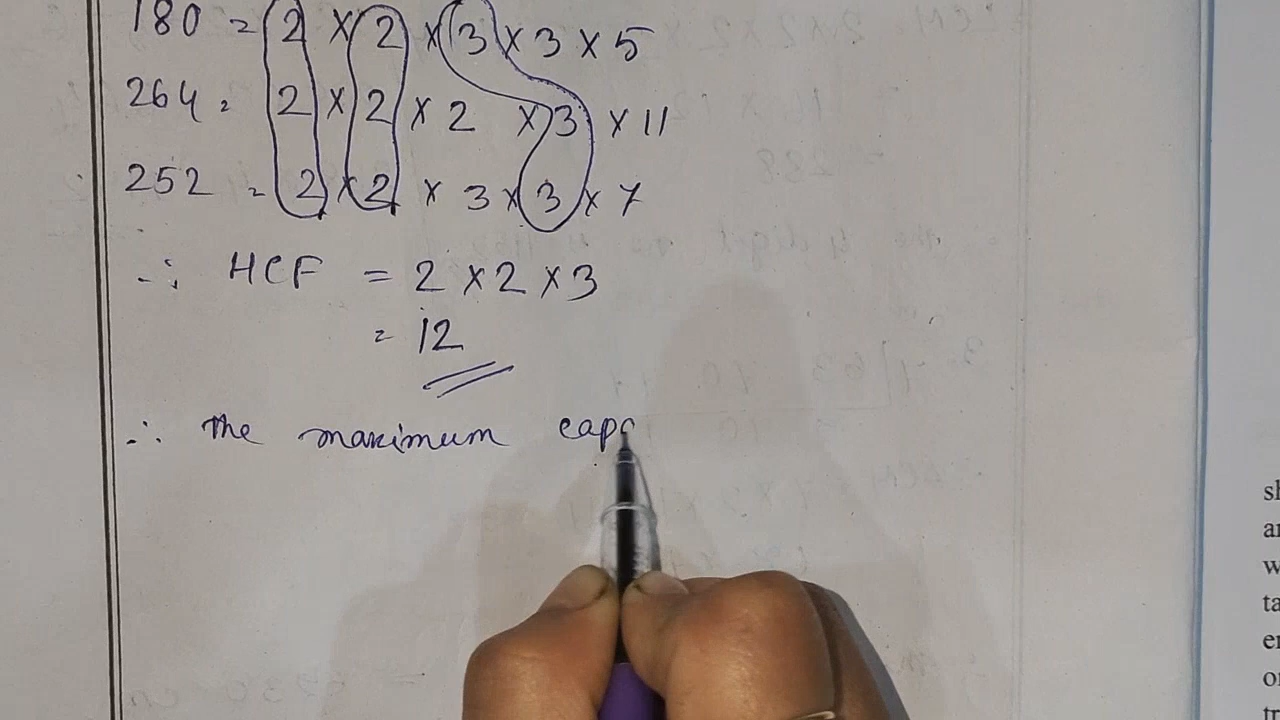 180 = 2 × 2 × 3 × 3 × 5
264 = 2 × 2 × 2 × 3 × 11
252 = 2 × 2 × 3 × 3 × 7
∴ HCF = 2 × 2 × 3
= 12
∴ the maximum capa